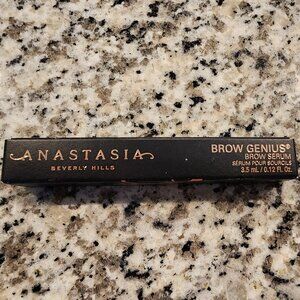 ANASTASIA
BEVERLY HILLS
BROW GENIUS®
BROW SERUM
SÉRUM POUR SOURCILS
3.5 mL / 0.12 Fl. Oz.